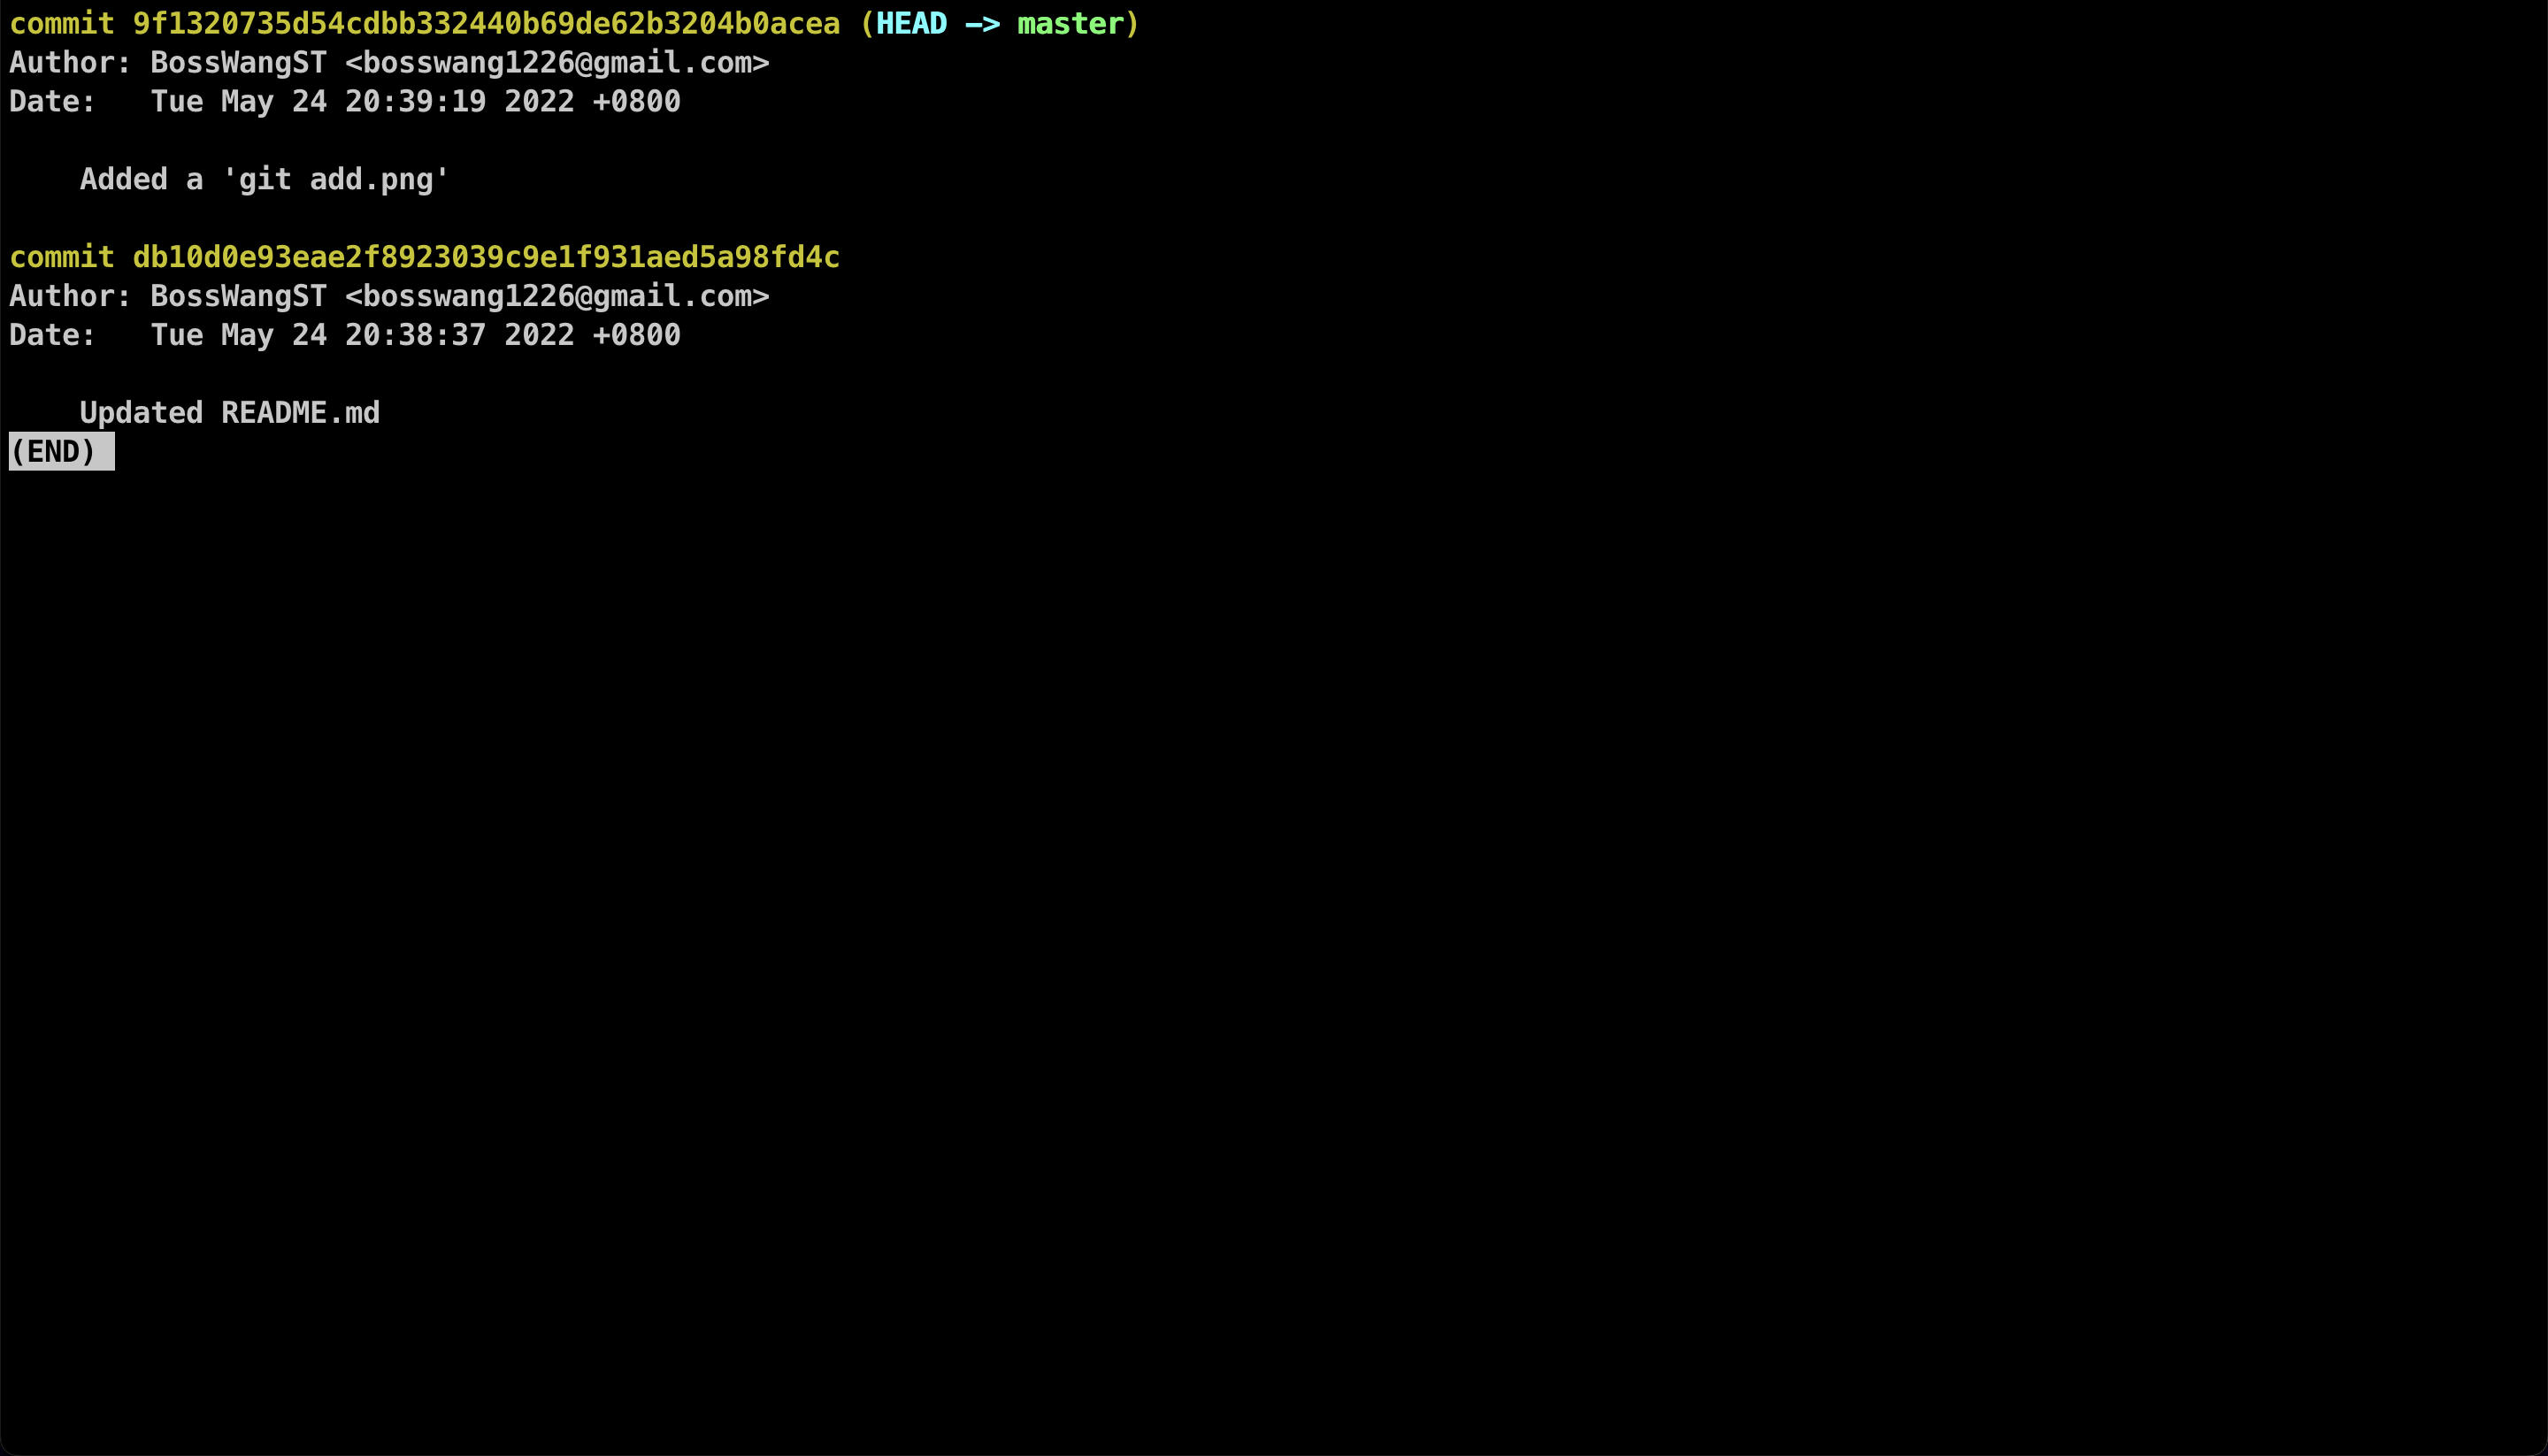 commit 9f1320735d54cdbb332440b69de62b3204b0acea (HEAD -> master)
Author: BossWangST <bosswang1226@gmail.com>
Date:   Tue May 24 20:39:19 2022 +0800

    Added a 'git add.png'

commit db10d0e93eae2f8923039c9e1f931aed5a98fd4c
Author: BossWangST <bosswang1226@gmail.com>
Date:   Tue May 24 20:38:37 2022 +0800

    Updated README.md
(END)